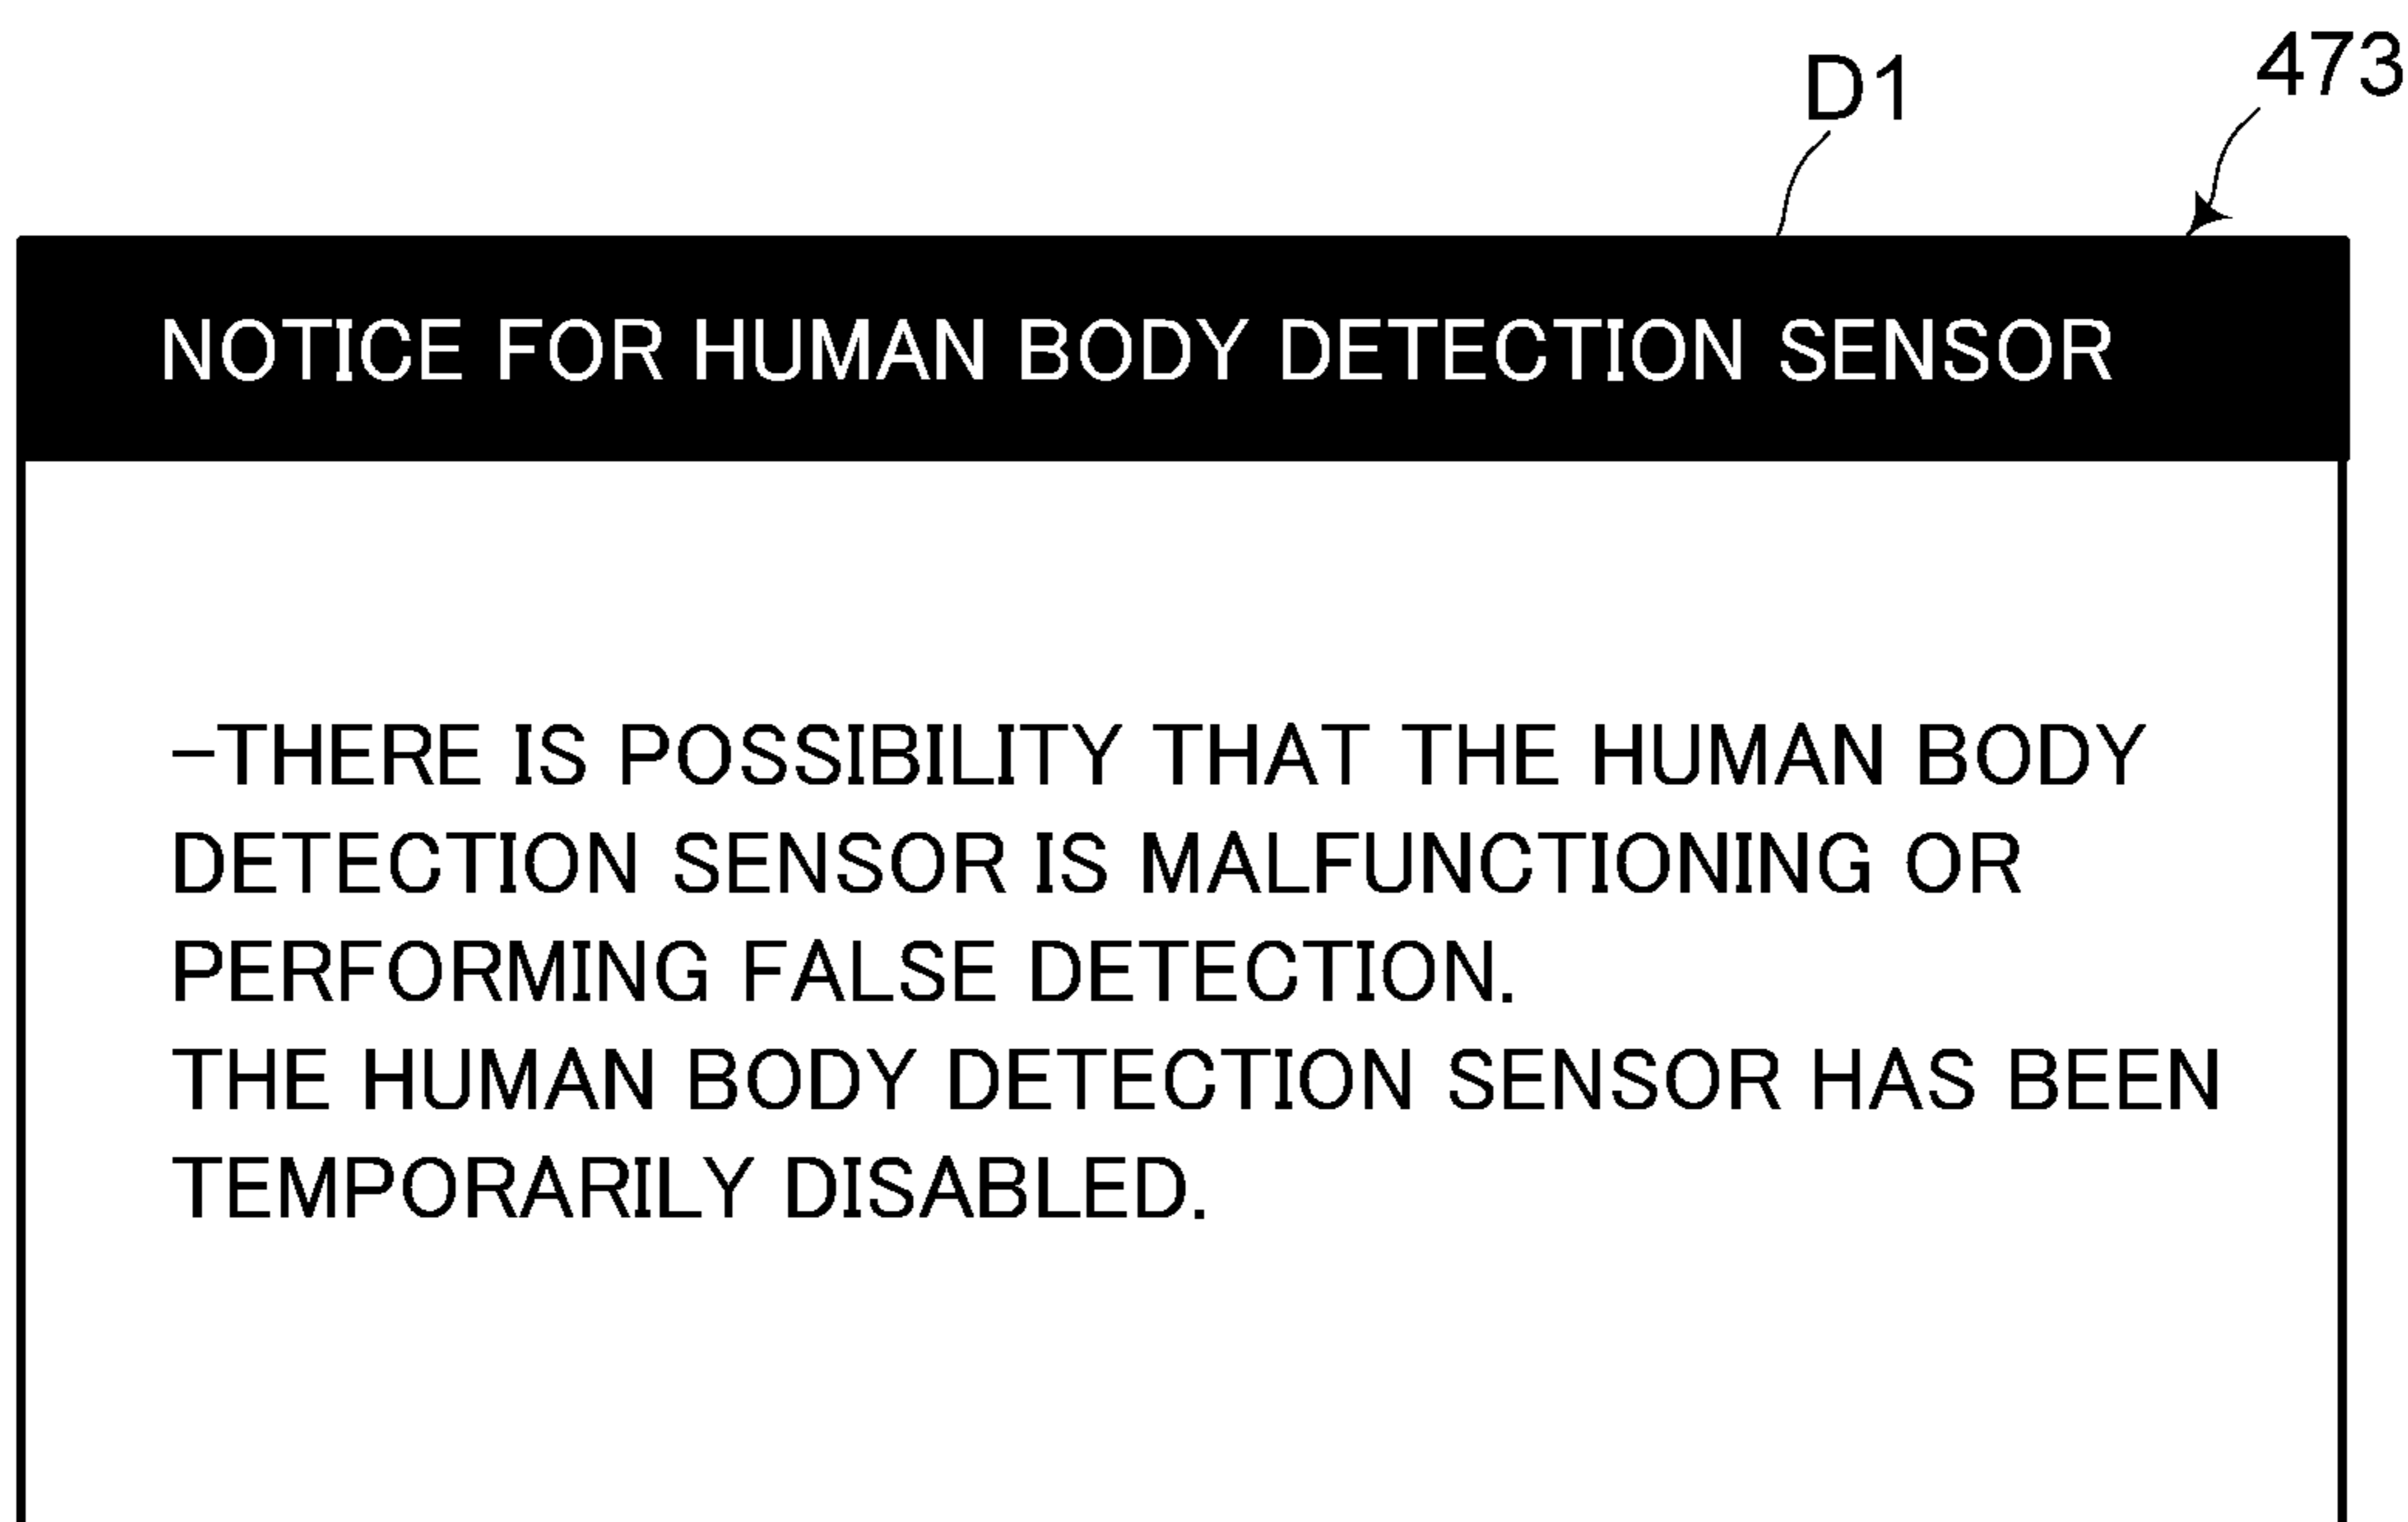 D1
473
NOTICE FOR HUMAN BODY DETECTION SENSOR
-THERE IS POSSIBILITY THAT THE HUMAN BODY
DETECTION SENSOR IS MALFUNCTIONING OR
PERFORMING FALSE DETECTION.
THE HUMAN BODY DETECTION SENSOR HAS BEEN
TEMPORARILY DISABLED.